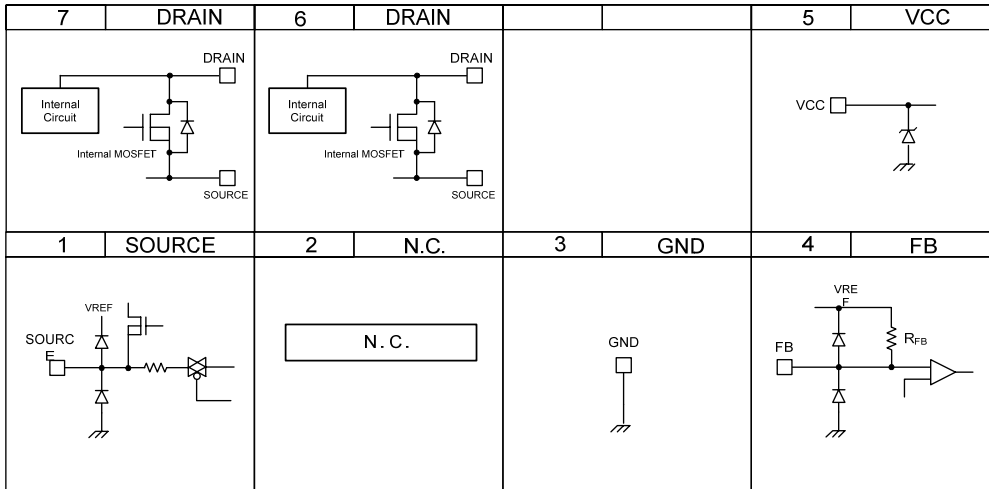 7 DRAIN 6 DRAIN 5 VCC
DRAIN
Internal
Circuit
Internal MOSFET
SOURCE
DRAIN
Internal
Circuit
Internal MOSFET
SOURCE
VCC
1 SOURCE 2 N.C. 3 GND 4 FB
VREF
SOURC
E
N.C.
GND
VRE
F
RFB
FB